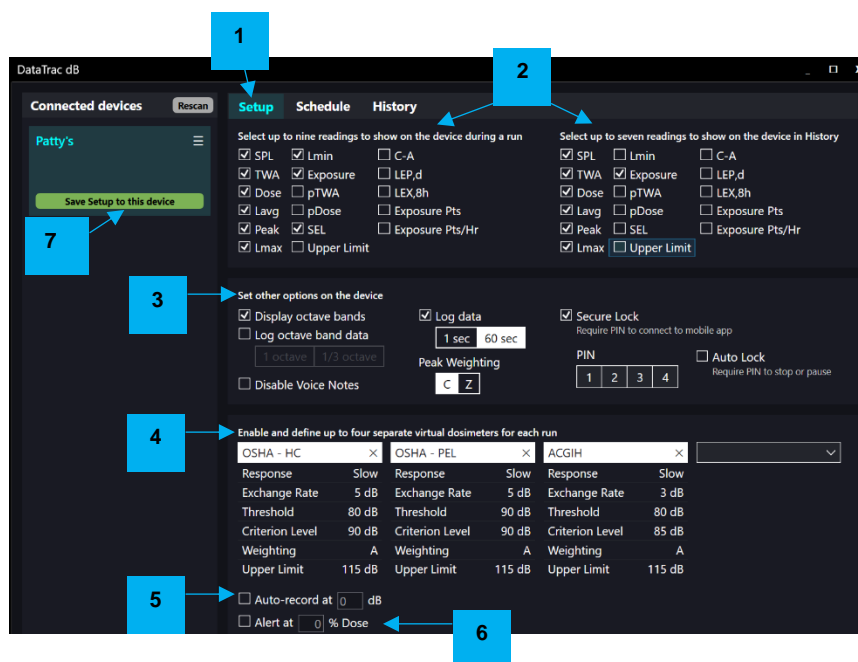 1
2
DataTrac dB
Connected devices Rescan
Setup Schedule History
Patty's
Save Setup to this device
7
Select up to nine readings to show on the device during a run
SPL Lmin C-A
TWA Exposure LEP,d
Dose pTWA LEX,8h
Lavg pDose Exposure Pts
Peak SEL Exposure Pts/Hr
Lmax Upper Limit
Select up to seven readings to show on the device in History
SPL Lmin C-A
TWA Exposure LEP,d
Dose pTWA LEX,8h
Lavg pDose Exposure Pts
Peak SEL Exposure Pts/Hr
Lmax Upper Limit
3
Set other options on the device
Display octave bands
Log octave band data
1 octave 1/3 octave
Disable Voice Notes
Log data
1 sec 60 sec
Peak Weighting
C Z
Secure Lock
Require PIN to connect to mobile app
PIN
1 2 3 4
Auto Lock
Require PIN to stop or pause
4
Enable and define up to four separate virtual dosimeters for each run
OSHA - HC × OSHA - PEL × ACGIH ×
Response Slow Response Slow Response Slow
Exchange Rate 5 dB Exchange Rate 5 dB Exchange Rate 3 dB
Threshold 80 dB Threshold 90 dB Threshold 80 dB
Criterion Level 90 dB Criterion Level 90 dB Criterion Level 85 dB
Weighting A Weighting A Weighting A
Upper Limit 115 dB Upper Limit 115 dB Upper Limit 115 dB
5
Auto-record at 0 dB
Alert at 0 % Dose
6